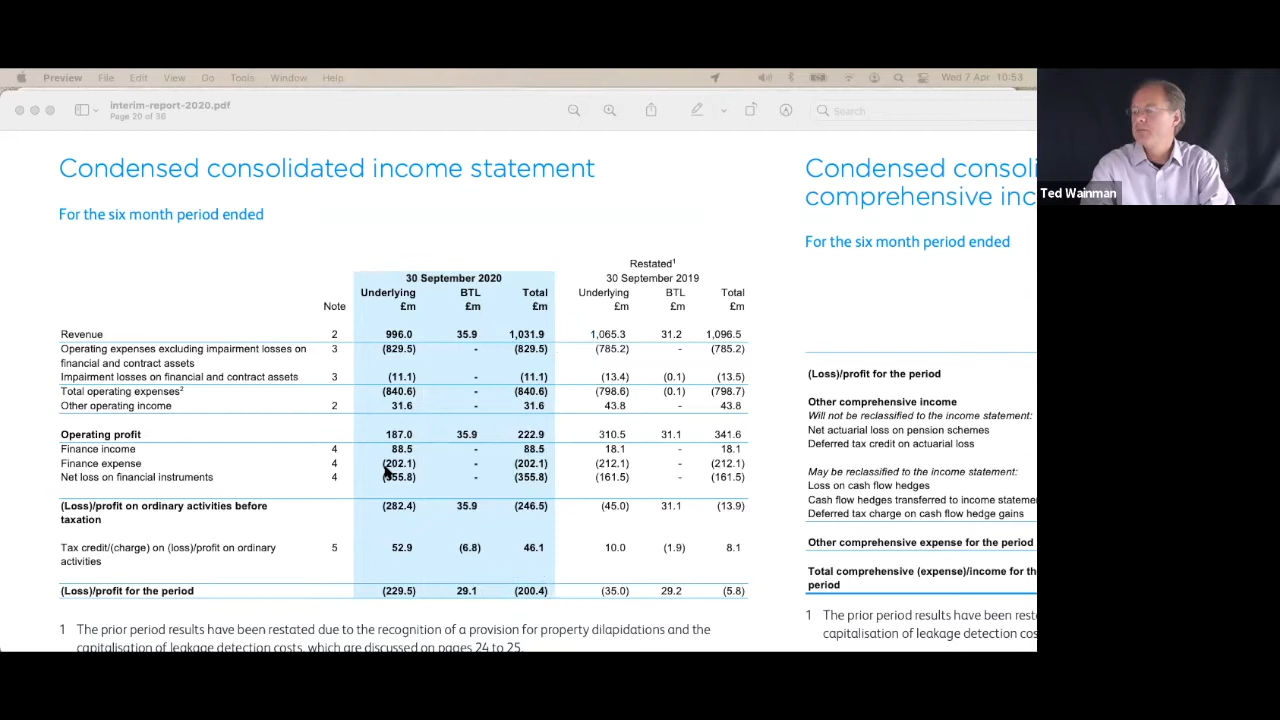 Preview File Edit View Go Tools Window Help Wed 7 Apr 10:53
interim-report-2020.pdf
Page 20 of 36
Search
Ted Wainman
Condensed consolidated income statement
For the six month period ended
Restated¹
30 September 2020 30 September 2019
Underlying BTL Total Underlying BTL Total
Note £m £m £m £m £m £m
Revenue 2 996.0 35.9 1,031.9 1,065.3 31.2 1,096.5
Operating expenses excluding impairment losses on 3 (829.5) - (829.5) (785.2) - (785.2)
financial and contract assets
Impairment losses on financial and contract assets 3 (11.1) - (11.1) (13.4) (0.1) (13.5)
Total operating expenses² (840.6) - (840.6) (798.6) (0.1) (798.7)
Other operating income 2 31.6 - 31.6 43.8 - 43.8
Operating profit 187.0 35.9 222.9 310.5 31.1 341.6
Finance income 4 88.5 - 88.5 18.1 - 18.1
Finance expense 4 (202.1) - (202.1) (212.1) - (212.1)
Net loss on financial instruments 4 (355.8) - (355.8) (161.5) - (161.5)
(Loss)/profit on ordinary activities before (282.4) 35.9 (246.5) (45.0) 31.1 (13.9)
taxation
Tax credit/(charge) on (loss)/profit on ordinary 5 52.9 (6.8) 46.1 10.0 (1.9) 8.1
activities
(Loss)/profit for the period (229.5) 29.1 (200.4) (35.0) 29.2 (5.8)
1 The prior period results have been restated due to the recognition of a provision for property dilapidations and the
capitalisation of leakage detection costs, which are discussed on pages 24 to 25.
Condensed consoli
comprehensive inc
For the six month period ended
(Loss)/profit for the period
Other comprehensive income
Will not be reclassified to the income statement:
Net actuarial loss on pension schemes
Deferred tax credit on actuarial loss
May be reclassified to the income statement:
Loss on cash flow hedges
Cash flow hedges transferred to income stateme
Deferred tax charge on cash flow hedge gains
Other comprehensive expense for the period
Total comprehensive (expense)/income for th
period
1 The prior period results have been rest
capitalisation of leakage detection cos